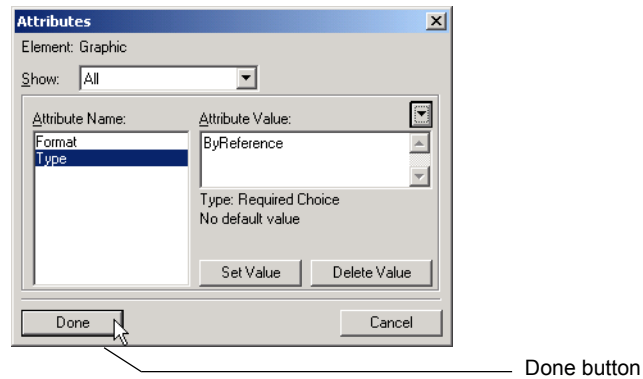 Attributes
Element: Graphic
Show: All
Attribute Name:
Attribute Value:
Format
Type
ByReference
Type: Required Choice
No default value
Set Value
Delete Value
Done
Cancel
Done button